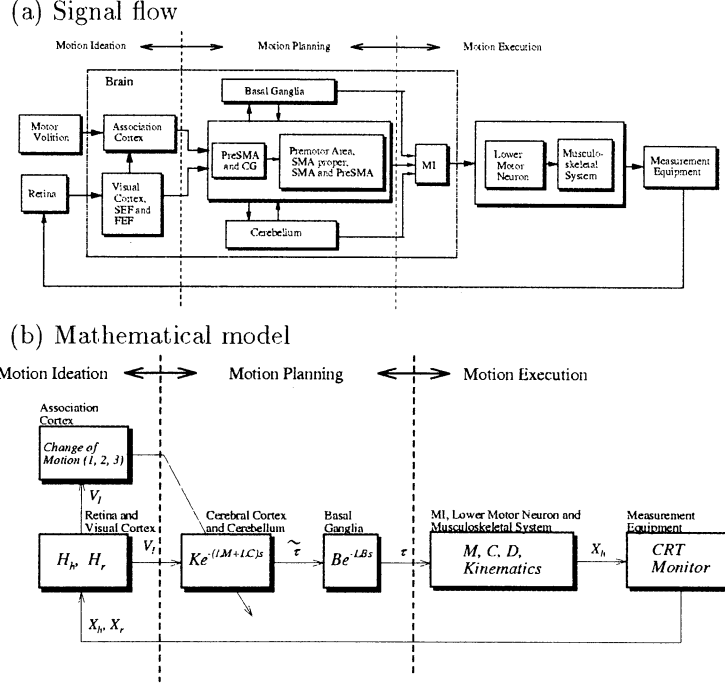 (a) Signal flow
Motion Ideation
Motion Planning
Motion Execution
Brain
Basal Ganglia
Motor
Volition
Association
Cortex
PreSMA
and CG
Premotor Area,
SMA proper,
SMA and PreSMA
M1
Lower
Motor
Neuron
Musculo-
skeletal
System
Measurement
Equipment
Retina
Visual
Cortex,
SEF and
FEF
Cerebellum
(b) Mathematical model
Motion Ideation
Motion Planning
Motion Execution
Association
Cortex
Change of
Motion (1, 2, 3)
V_I
Retina and
Visual Cortex
H_h, H_r
V_I
Cerebral Cortex
and Cerebellum
Ke^-(LM+LC)s
τ̃
Basal
Ganglia
Be^-LBs
τ
M1, Lower Motor Neuron and
Musculoskeletal System
M, C, D,
Kinematics
X_h
Measurement
Equipment
CRT
Monitor
X_h, X_r